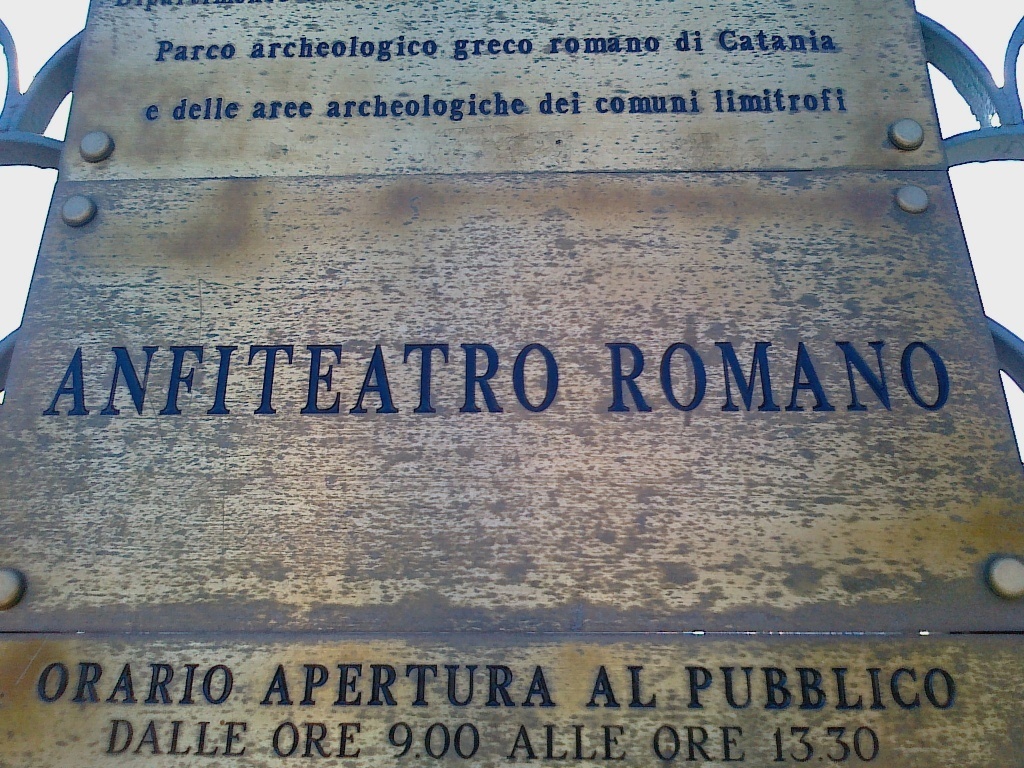 Parco archeologico greco romano di Catania
e delle aree archeologiche dei comuni limitrofi
ANFITEATRO ROMANO
ORARIO APERTURA AL PUBBLICO
DALLE ORE 9.00 ALLE ORE 13.30